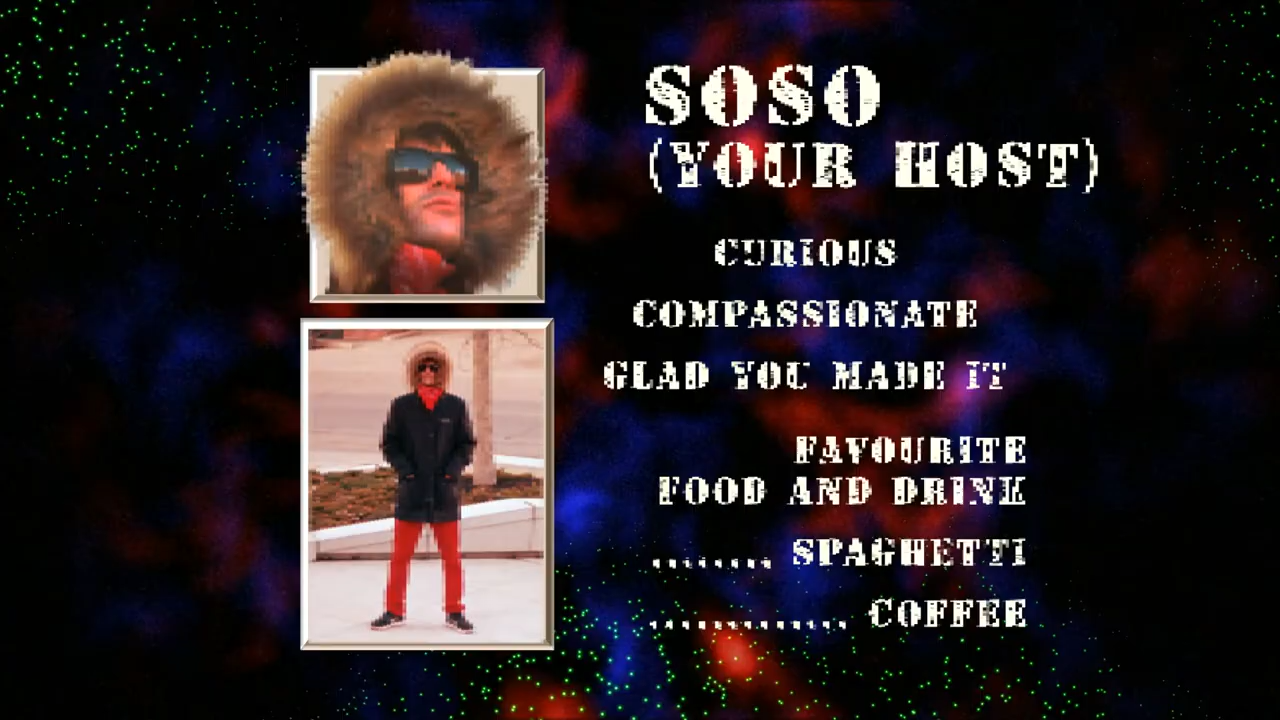 SOSO
(YOUR HOST)
CURIOUS
COMPASSIONATE
GLAD YOU MADE IT
FAVOURITE
FOOD AND DRINK
........ SPAGHETTI
............. COFFEE